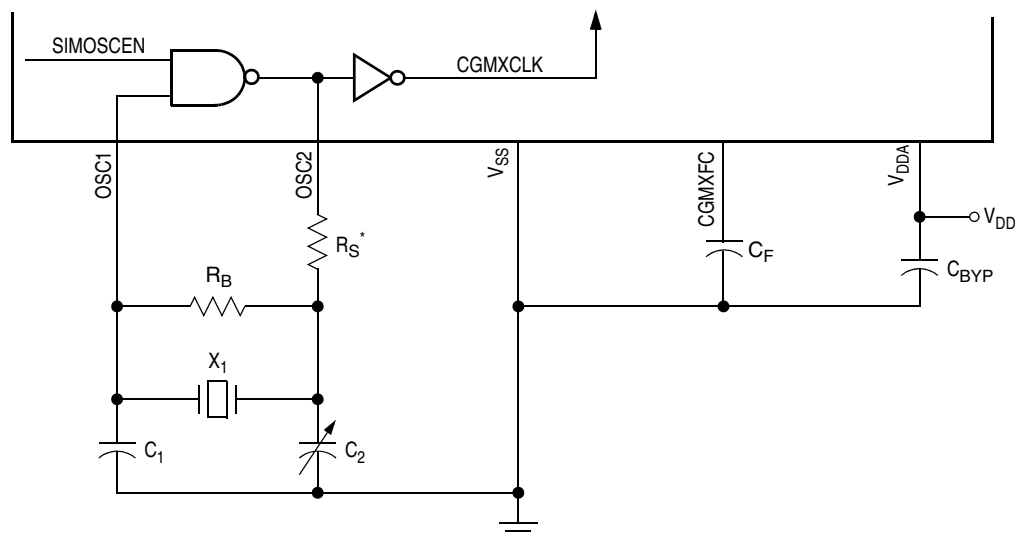 SIMOSCEN
CGMXCLK
OSC1
OSC2
VSS
CGMXFC
VDDA
VDD
RS*
CF
CBYP
RB
X1
C1
C2